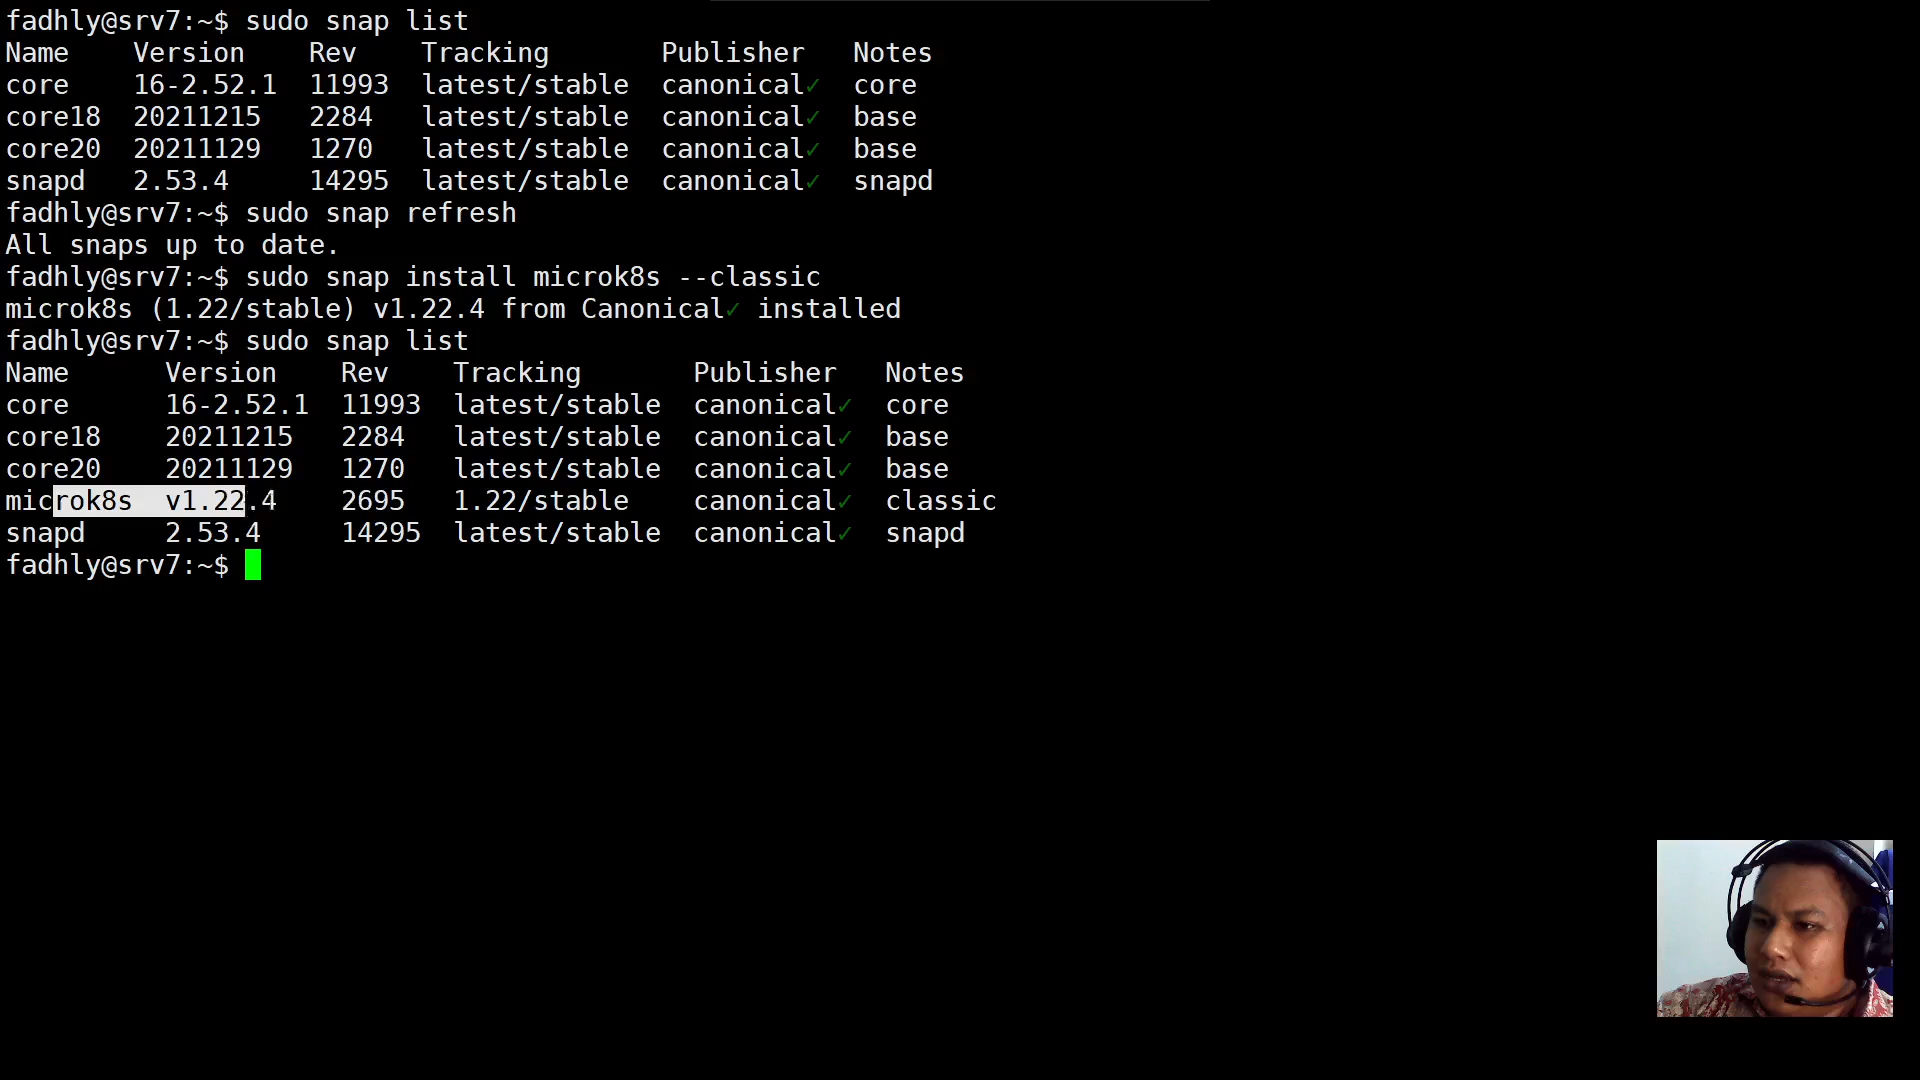 fadhly@srv7:~$ sudo snap list
Name    Version    Rev    Tracking       Publisher   Notes
core    16-2.52.1  11993  latest/stable  canonical✓  core
core18  20211215   2284   latest/stable  canonical✓  base
core20  20211129   1270   latest/stable  canonical✓  base
snapd   2.53.4     14295  latest/stable  canonical✓  snapd
fadhly@srv7:~$ sudo snap refresh
All snaps up to date.
fadhly@srv7:~$ sudo snap install microk8s --classic
microk8s (1.22/stable) v1.22.4 from Canonical✓ installed
fadhly@srv7:~$ sudo snap list
Name      Version    Rev    Tracking       Publisher   Notes
core      16-2.52.1  11993  latest/stable  canonical✓  core
core18    20211215   2284   latest/stable  canonical✓  base
core20    20211129   1270   latest/stable  canonical✓  base
microk8s  v1.22.4    2695   1.22/stable    canonical✓  classic
snapd     2.53.4     14295  latest/stable  canonical✓  snapd
fadhly@srv7:~$